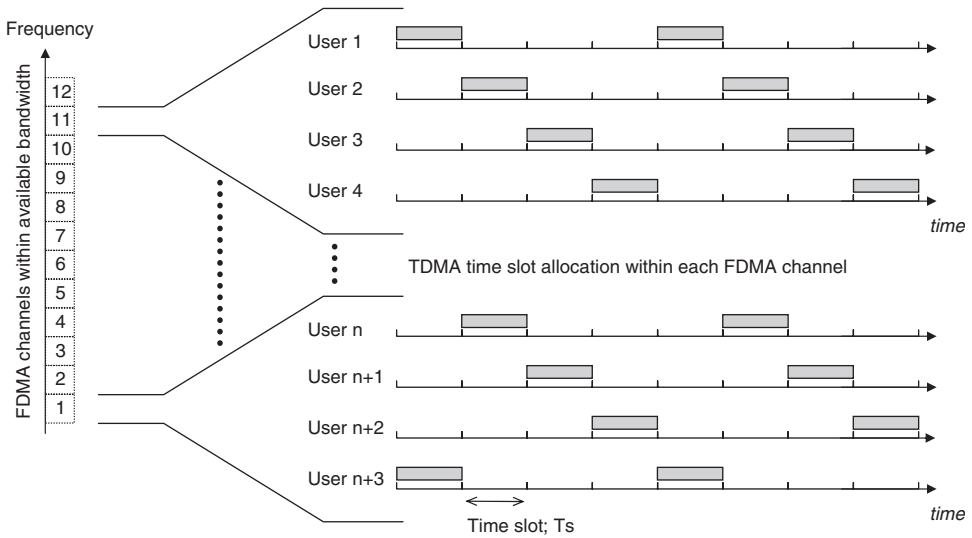 Frequency
FDMA channels within available bandwidth
12
11
10
9
8
7
6
5
4
3
2
1
User 1
User 2
User 3
User 4
time
TDMA time slot allocation within each FDMA channel
User n
User n+1
User n+2
User n+3
time
Time slot; Ts